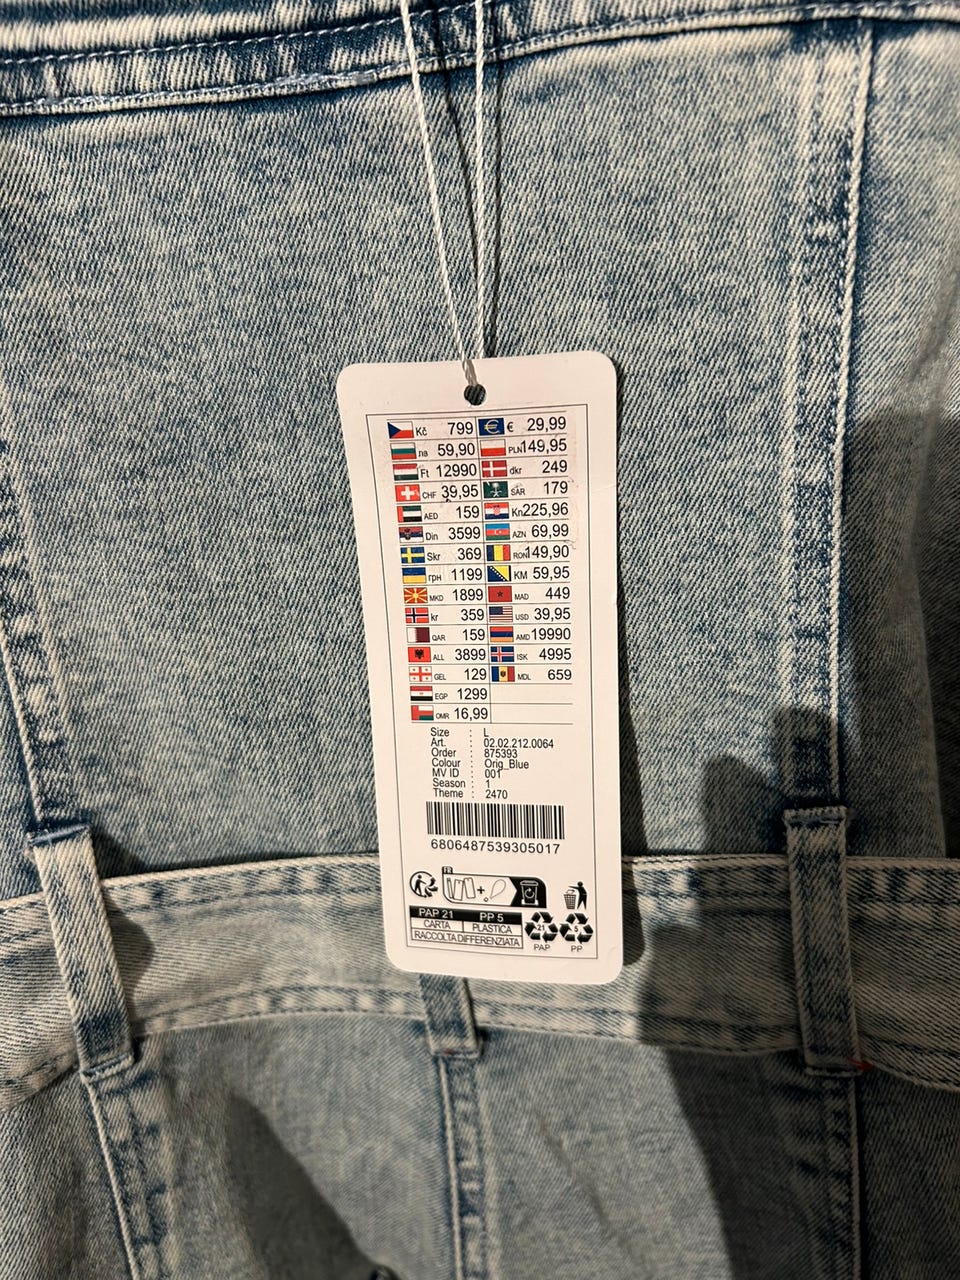 Kč 799 € 29,99
лв 59,90 PLN 149,95
Ft 12990 dkr 249
CHF 39,95 SAR 179
AED 159 Kn 225,96
Din 3599 AZN 69,99
Skr 369 RON 149,90
грн 1199 KM 59,95
MKD 1899 MAD 449
kr 359 USD 39,95
QAR 159 AMD 19990
ALL 3899 ISK 4995
GEL 129 MDL 659
EGP 1299
OMR 16,99
Size : L
Art. : 02.02.212.0064
Order : 875393
Colour : Orig_Blue
MV ID : 001
Season : 1
Theme : 2470
6806487539305017
FR
+
PAP 21 PP 5
CARTA PLASTICA
RACCOLTA DIFFERENZIATA
21 5
PAP PP